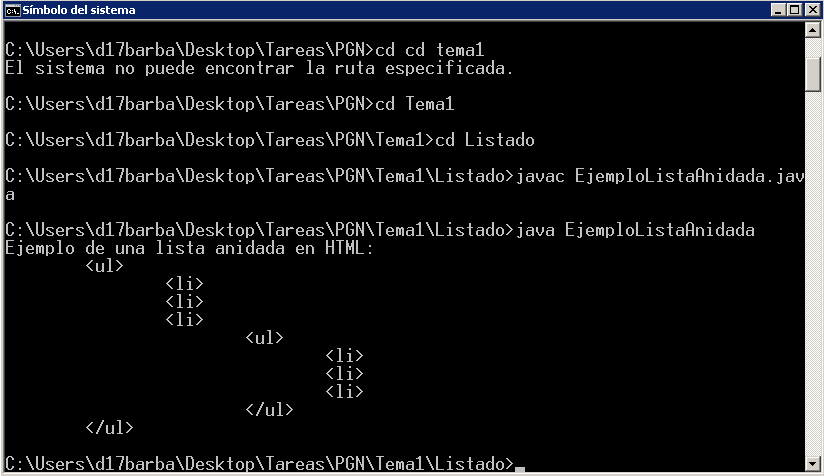 Símbolo del sistema
C:\Users\d17barba\Desktop\Tareas\PGN>cd cd tema1
El sistema no puede encontrar la ruta especificada.
C:\Users\d17barba\Desktop\Tareas\PGN>cd Tema1
C:\Users\d17barba\Desktop\Tareas\PGN\Tema1>cd Listado
C:\Users\d17barba\Desktop\Tareas\PGN\Tema1\Listado>javac EjemploListaAnidada.jav
a
C:\Users\d17barba\Desktop\Tareas\PGN\Tema1\Listado>java EjemploListaAnidada
Ejemplo de una lista anidada en HTML:
<ul>
<li>
<li>
<li>
<ul>
<li>
<li>
<li>
</ul>
</ul>
C:\Users\d17barba\Desktop\Tareas\PGN\Tema1\Listado>_